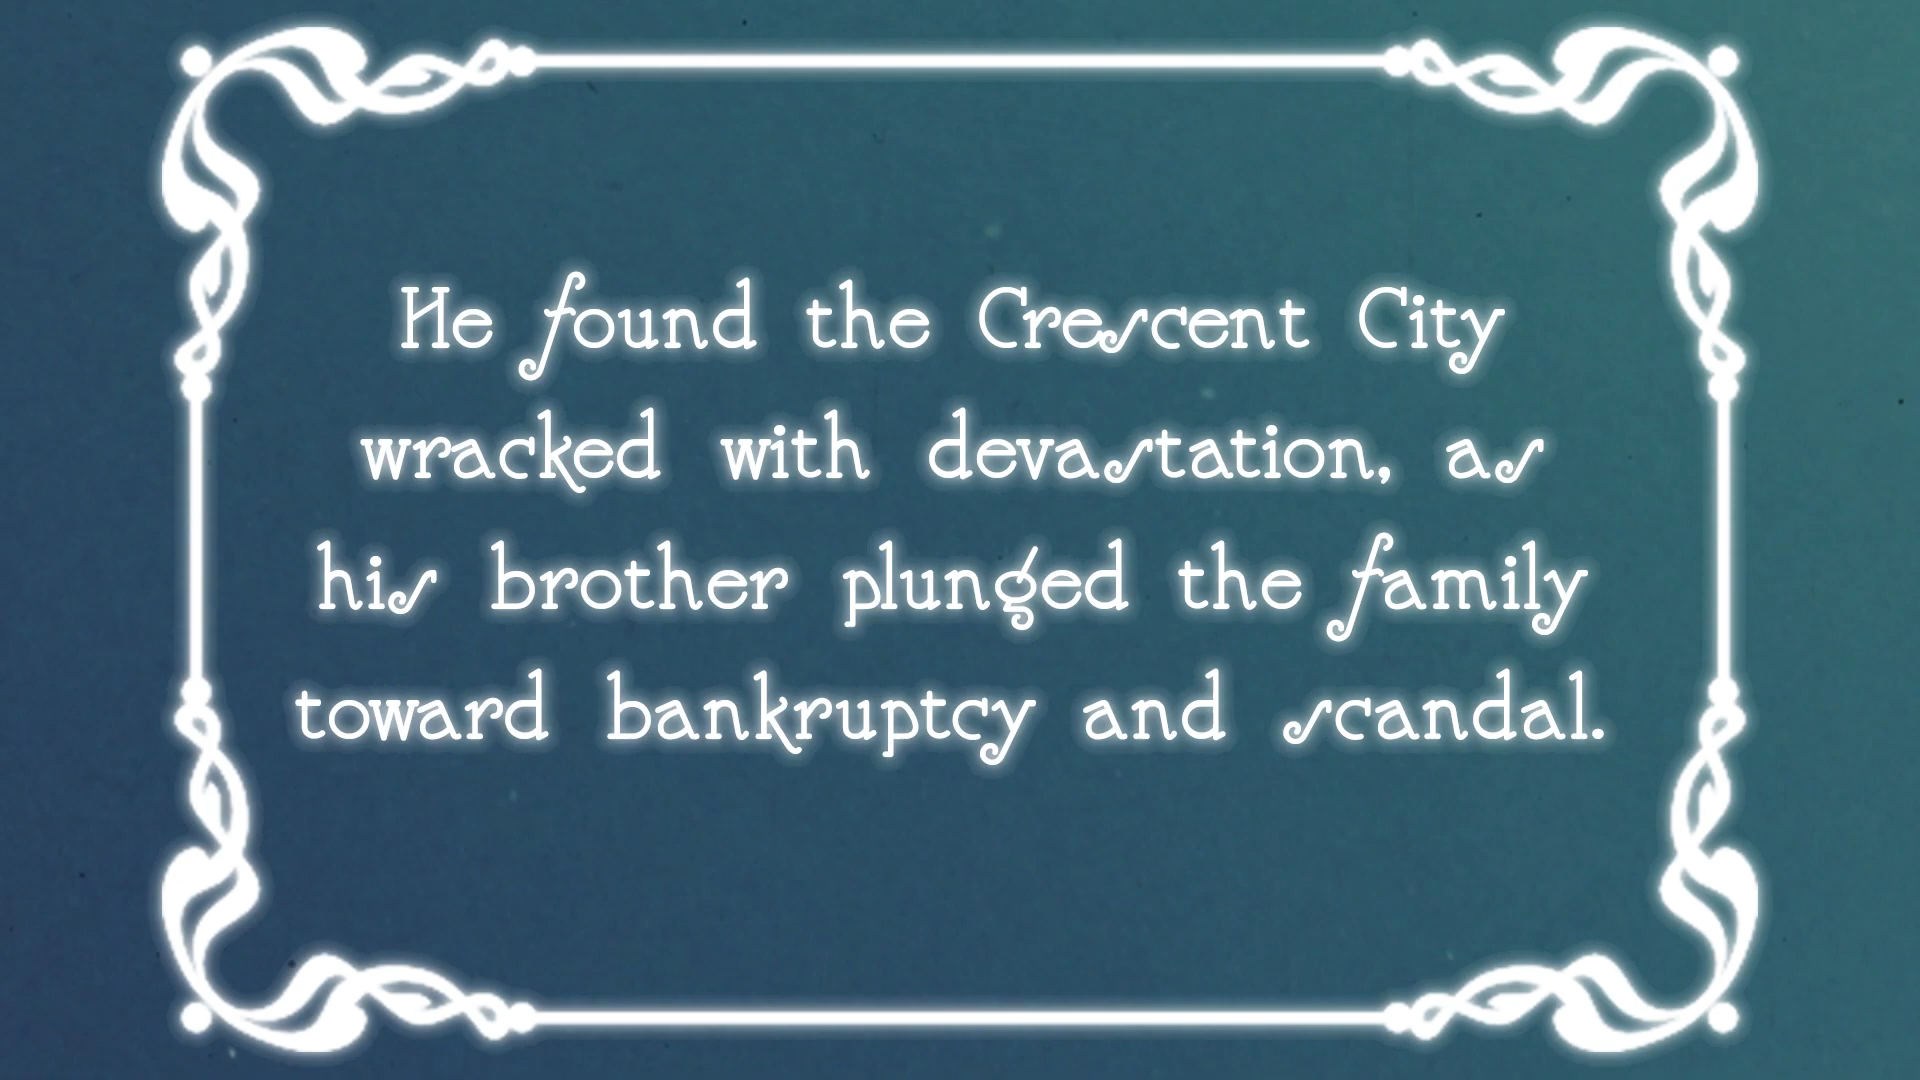 He found the Crescent City
wracked with devastation, as
his brother plunged the family
toward bankruptcy and scandal.